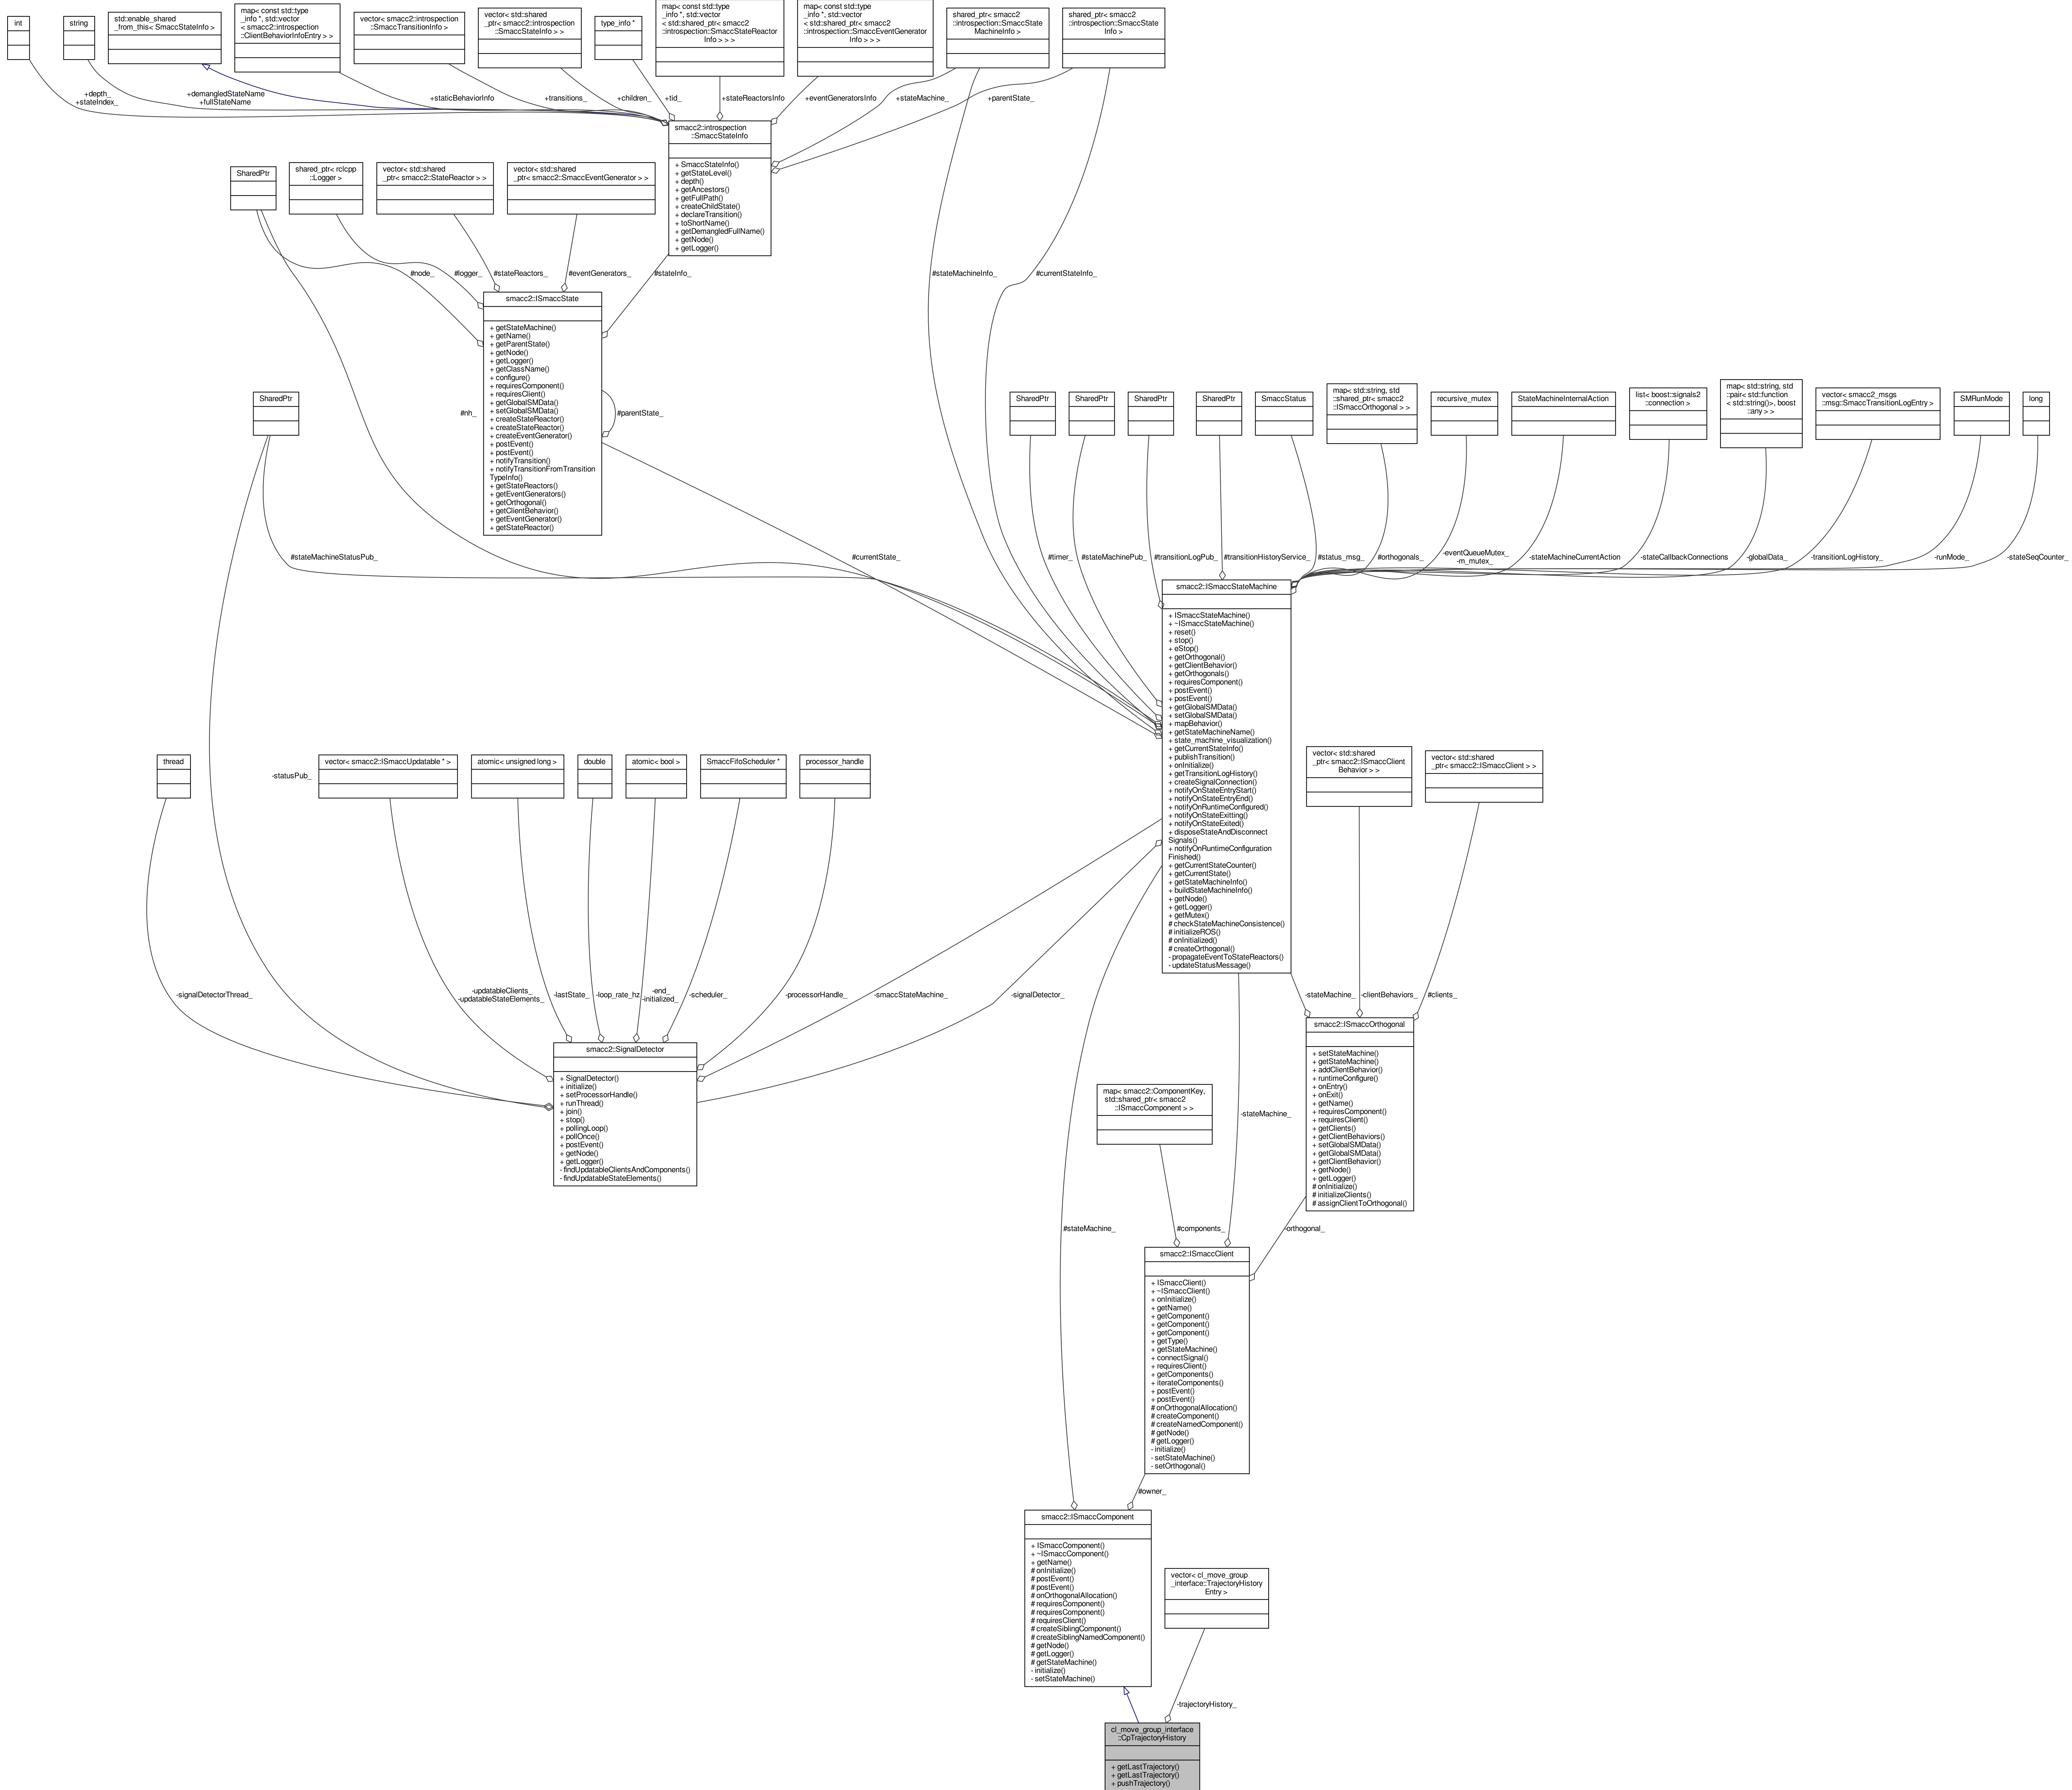 int
string
std::enable_shared
_from_this< SmaccStateInfo >
map< const std::type
_info *, std::vector
< smacc2::introspection
::ClientBehaviorInfoEntry > >
vector< smacc2::introspection
::SmaccTransitionInfo >
vector< std::shared
_ptr< smacc2::introspection
::SmaccStateInfo > >
type_info *
map< const std::type
_info *, std::vector
< std::shared_ptr< smacc2
::introspection::SmaccStateReactor
Info > > >
map< const std::type
_info *, std::vector
< std::shared_ptr< smacc2
::introspection::SmaccEventGenerator
Info > > >
shared_ptr< smacc2
::introspection::SmaccState
MachineInfo >
shared_ptr< smacc2
::introspection::SmaccState
Info >
+depth_
+stateIndex_
+demangledStateName
+fullStateName
+staticBehaviorInfo
+transitions_
+children_
+tid_
+stateReactorsInfo
+eventGeneratorsInfo
+stateMachine_
+parentState_
smacc2::introspection
::SmaccStateInfo
+ SmaccStateInfo()
+ getStateLevel()
+ depth()
+ getAncestors()
+ getFullPath()
+ createChildState()
+ declareTransition()
+ toShortName()
+ getDemangledFullName()
+ getNode()
+ getLogger()
SharedPtr
shared_ptr< rclcpp
::Logger >
vector< std::shared
_ptr< smacc2::StateReactor > >
vector< std::shared
_ptr< smacc2::SmaccEventGenerator > >
#node_
#logger_
#stateReactors_
#eventGenerators_
#stateInfo_
#stateMachineInfo_
#currentStateInfo_
smacc2::ISmaccState
+ getStateMachine()
+ getName()
+ getParentState()
+ getNode()
+ getLogger()
+ getClassName()
+ configure()
+ requiresComponent()
+ requiresClient()
+ getGlobalSMData()
+ setGlobalSMData()
+ createStateReactor()
+ createStateReactor()
+ createEventGenerator()
+ postEvent()
+ postEvent()
+ notifyTransition()
+ notifyTransitionFromTransition
TypeInfo()
+ getStateReactors()
+ getEventGenerators()
+ getOrthogonal()
+ getClientBehavior()
+ getEventGenerator()
+ getStateReactor()
#parentState_
#nh_
SharedPtr
SharedPtr
SharedPtr
SharedPtr
SharedPtr
SmaccStatus
map< std::string, std
::shared_ptr< smacc2
::ISmaccOrthogonal > >
recursive_mutex
StateMachineInternalAction
list< boost::signals2
::connection >
map< std::string, std
::pair< std::function
< std::string()>, boost
::any > >
vector< smacc2_msgs
::msg::SmaccTransitionLogEntry >
SMRunMode
long
#stateMachineStatusPub_
#currentState_
#timer_
#stateMachinePub_
#transitionLogPub_
#transitionHistoryService_
#status_msg_
#orthogonals_
-eventQueueMutex_
-m_mutex_
-stateMachineCurrentAction
-stateCallbackConnections
-globalData_
-transitionLogHistory_
-runMode_
-stateSeqCounter_
smacc2::ISmaccStateMachine
+ ISmaccStateMachine()
+ ~ISmaccStateMachine()
+ reset()
+ stop()
+ eStop()
+ getOrthogonal()
+ getClientBehavior()
+ getOrthogonals()
+ requiresComponent()
+ postEvent()
+ postEvent()
+ getGlobalSMData()
+ setGlobalSMData()
+ mapBehavior()
+ getStateMachineName()
+ state_machine_visualization()
+ getCurrentStateInfo()
+ publishTransition()
+ onInitialize()
+ getTransitionLogHistory()
+ createSignalConnection()
+ notifyOnStateEntryStart()
+ notifyOnStateEntryEnd()
+ notifyOnRuntimeConfigured()
+ notifyOnStateExitting()
+ notifyOnStateExited()
+ disposeStateAndDisconnect
Signals()
+ notifyOnRuntimeConfiguration
Finished()
+ getCurrentStateCounter()
+ getCurrentState()
+ getStateMachineInfo()
+ buildStateMachineInfo()
+ getNode()
+ getLogger()
+ getMutex()
# checkStateMachineConsistence()
# initializeROS()
# onInitialized()
# createOrthogonal()
- propagateEventToStateReactors()
- updateStatusMessage()
thread
-statusPub_
vector< smacc2::ISmaccUpdatable * >
atomic< unsigned long >
double
atomic< bool >
SmaccFifoScheduler *
processor_handle
vector< std::shared
_ptr< smacc2::ISmaccClient
Behavior > >
vector< std::shared
_ptr< smacc2::ISmaccClient > >
-signalDetectorThread_
-updatableClients_
-updatableStateElements_
-lastState_
-loop_rate_hz
-end_
-initialized_
-scheduler_
-processorHandle_
-smaccStateMachine_
-signalDetector_
-stateMachine_
-clientBehaviors_
#clients_
smacc2::SignalDetector
+ SignalDetector()
+ initialize()
+ setProcessorHandle()
+ runThread()
+ join()
+ stop()
+ pollingLoop()
+ pollOnce()
+ postEvent()
+ getNode()
+ getLogger()
- findUpdatableClientsAndComponents()
- findUpdatableStateElements()
smacc2::ISmaccOrthogonal
+ setStateMachine()
+ getStateMachine()
+ addClientBehavior()
+ runtimeConfigure()
+ onEntry()
+ onExit()
+ getName()
+ requiresComponent()
+ requiresClient()
+ getClients()
+ getClientBehaviors()
+ setGlobalSMData()
+ getGlobalSMData()
+ getClientBehavior()
+ getNode()
+ getLogger()
# onInitialize()
# initializeClients()
# assignClientToOrthogonal()
map< smacc2::ComponentKey,
std::shared_ptr< smacc2
::ISmaccComponent > >
-stateMachine_
#stateMachine_
#components_
-orthogonal_
smacc2::ISmaccClient
+ ISmaccClient()
+ ~ISmaccClient()
+ onInitialize()
+ getName()
+ getComponent()
+ getComponent()
+ getComponent()
+ getType()
+ getStateMachine()
+ connectSignal()
+ requiresClient()
+ getComponents()
+ iterateComponents()
+ postEvent()
+ postEvent()
# onOrthogonalAllocation()
# createComponent()
# createNamedComponent()
# getNode()
# getLogger()
- initialize()
- setStateMachine()
- setOrthogonal()
#owner_
smacc2::ISmaccComponent
+ ISmaccComponent()
+ ~ISmaccComponent()
+ getName()
# onInitialize()
# postEvent()
# postEvent()
# onOrthogonalAllocation()
# requiresComponent()
# requiresComponent()
# requiresClient()
# createSiblingComponent()
# createSiblingNamedComponent()
# getNode()
# getLogger()
# getStateMachine()
- initialize()
- setStateMachine()
vector< cl_move_group
_interface::TrajectoryHistory
Entry >
-trajectoryHistory_
cl_move_group_interface
::CpTrajectoryHistory
+ getLastTrajectory()
+ getLastTrajectory()
+ pushTrajectory()